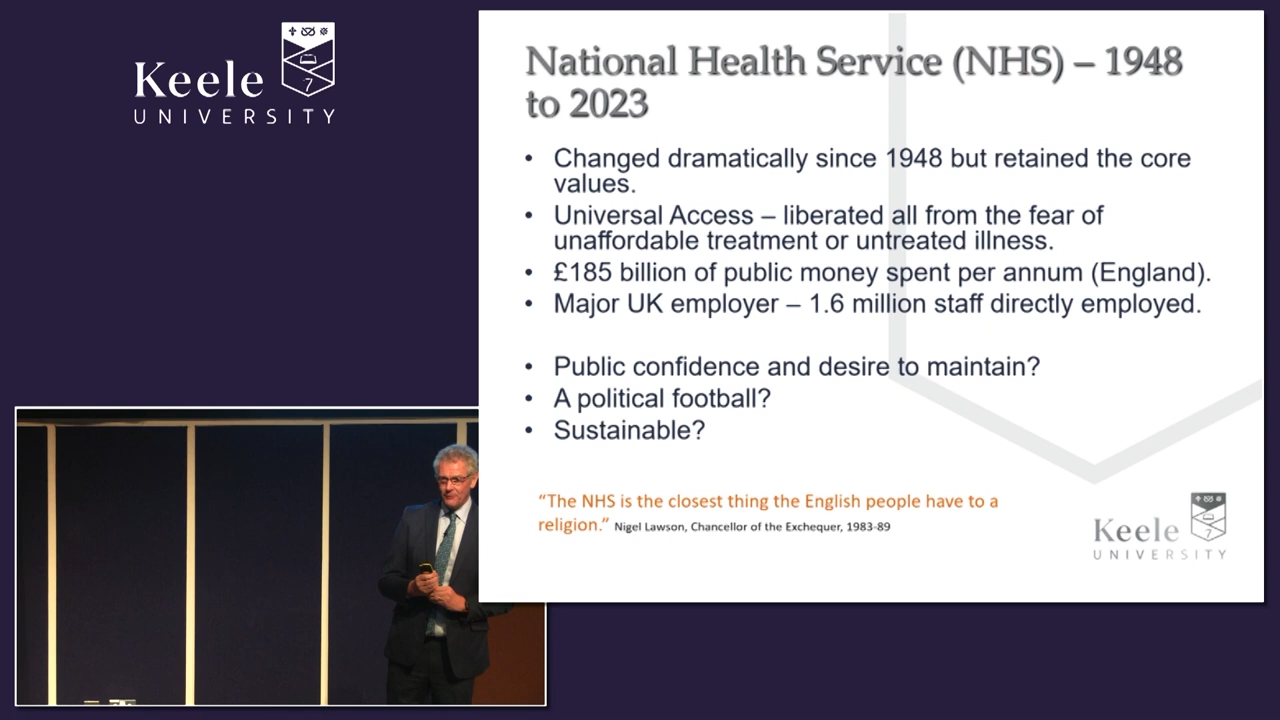 Keele
UNIVERSITY
National Health Service (NHS) – 1948
to 2023
• Changed dramatically since 1948 but retained the core
values.
• Universal Access – liberated all from the fear of
unaffordable treatment or untreated illness.
• £185 billion of public money spent per annum (England).
• Major UK employer – 1.6 million staff directly employed.
• Public confidence and desire to maintain?
• A political football?
• Sustainable?
“The NHS is the closest thing the English people have to a
religion.” Nigel Lawson, Chancellor of the Exchequer, 1983-89
Keele
UNIVERSITY